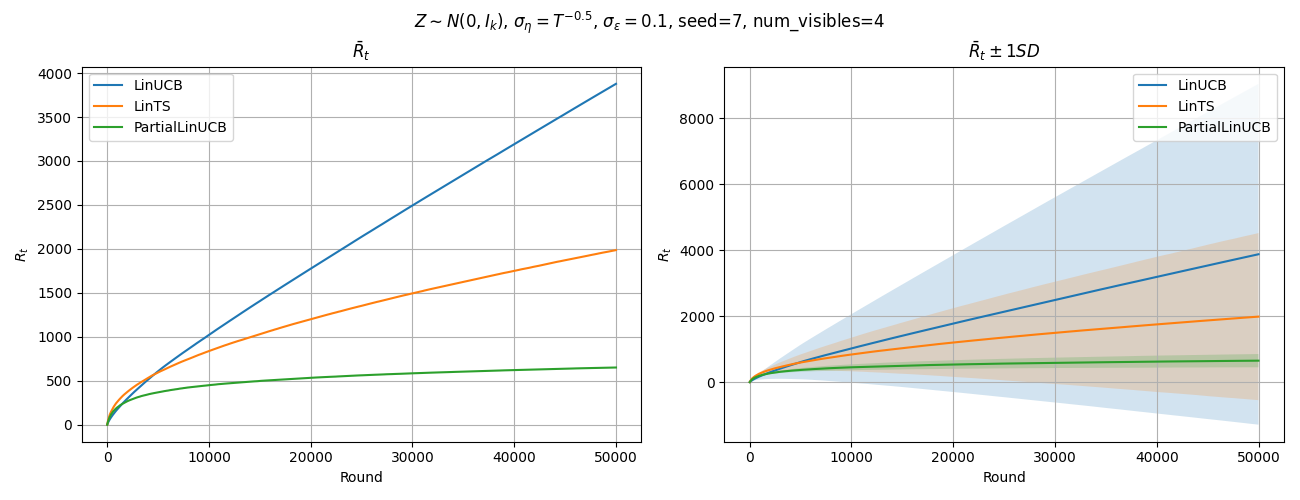 Z ∼ N(0, I_k), σ_η = T^{−0.5}, σ_ε = 0.1, seed=7, num_visibles=4
R̄_t
4000
3500
3000
2500
2000
1500
1000
500
0
R_t
LinUCB
LinTS
PartialLinUCB
0 10000 20000 30000 40000 50000
Round
R̄_t ± 1SD
8000
6000
4000
2000
0
R_t
LinUCB
LinTS
PartialLinUCB
0 10000 20000 30000 40000 50000
Round